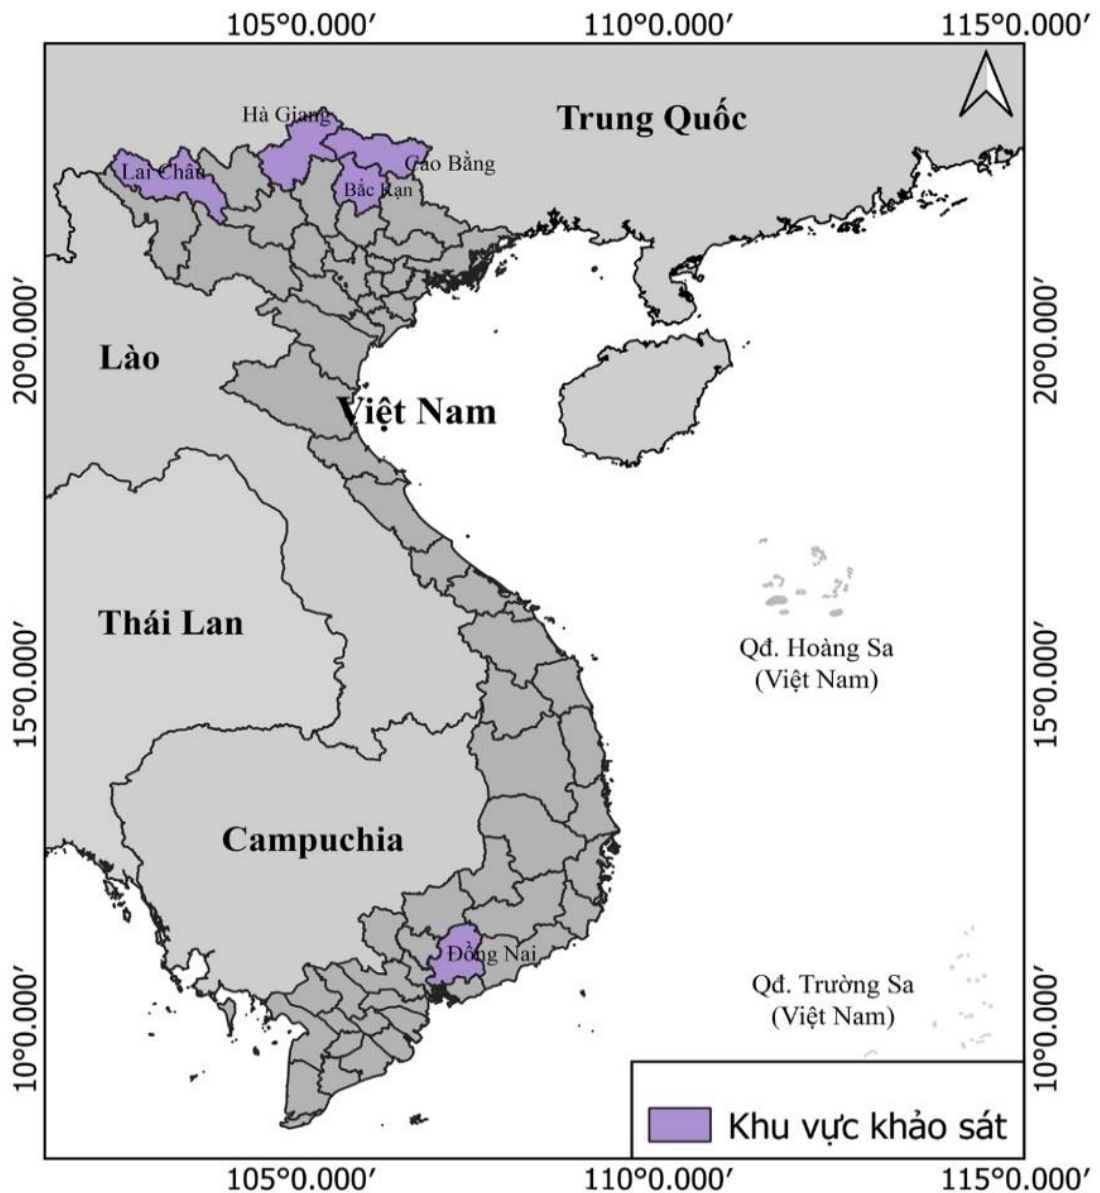 105°0.000′ 110°0.000′ 115°0.000′
Trung Quốc
Hà Giang
Cao Bằng
Lai Châu
Bắc Kạn
20°0.000′ 20°0.000′
Lào
Việt Nam
Thái Lan
15°0.000′ 15°0.000′
Qđ. Hoàng Sa
(Việt Nam)
Campuchia
Đồng Nai
Qđ. Trường Sa
(Việt Nam)
10°0.000′ 10°0.000′
Khu vực khảo sát
105°0.000′ 110°0.000′ 115°0.000′